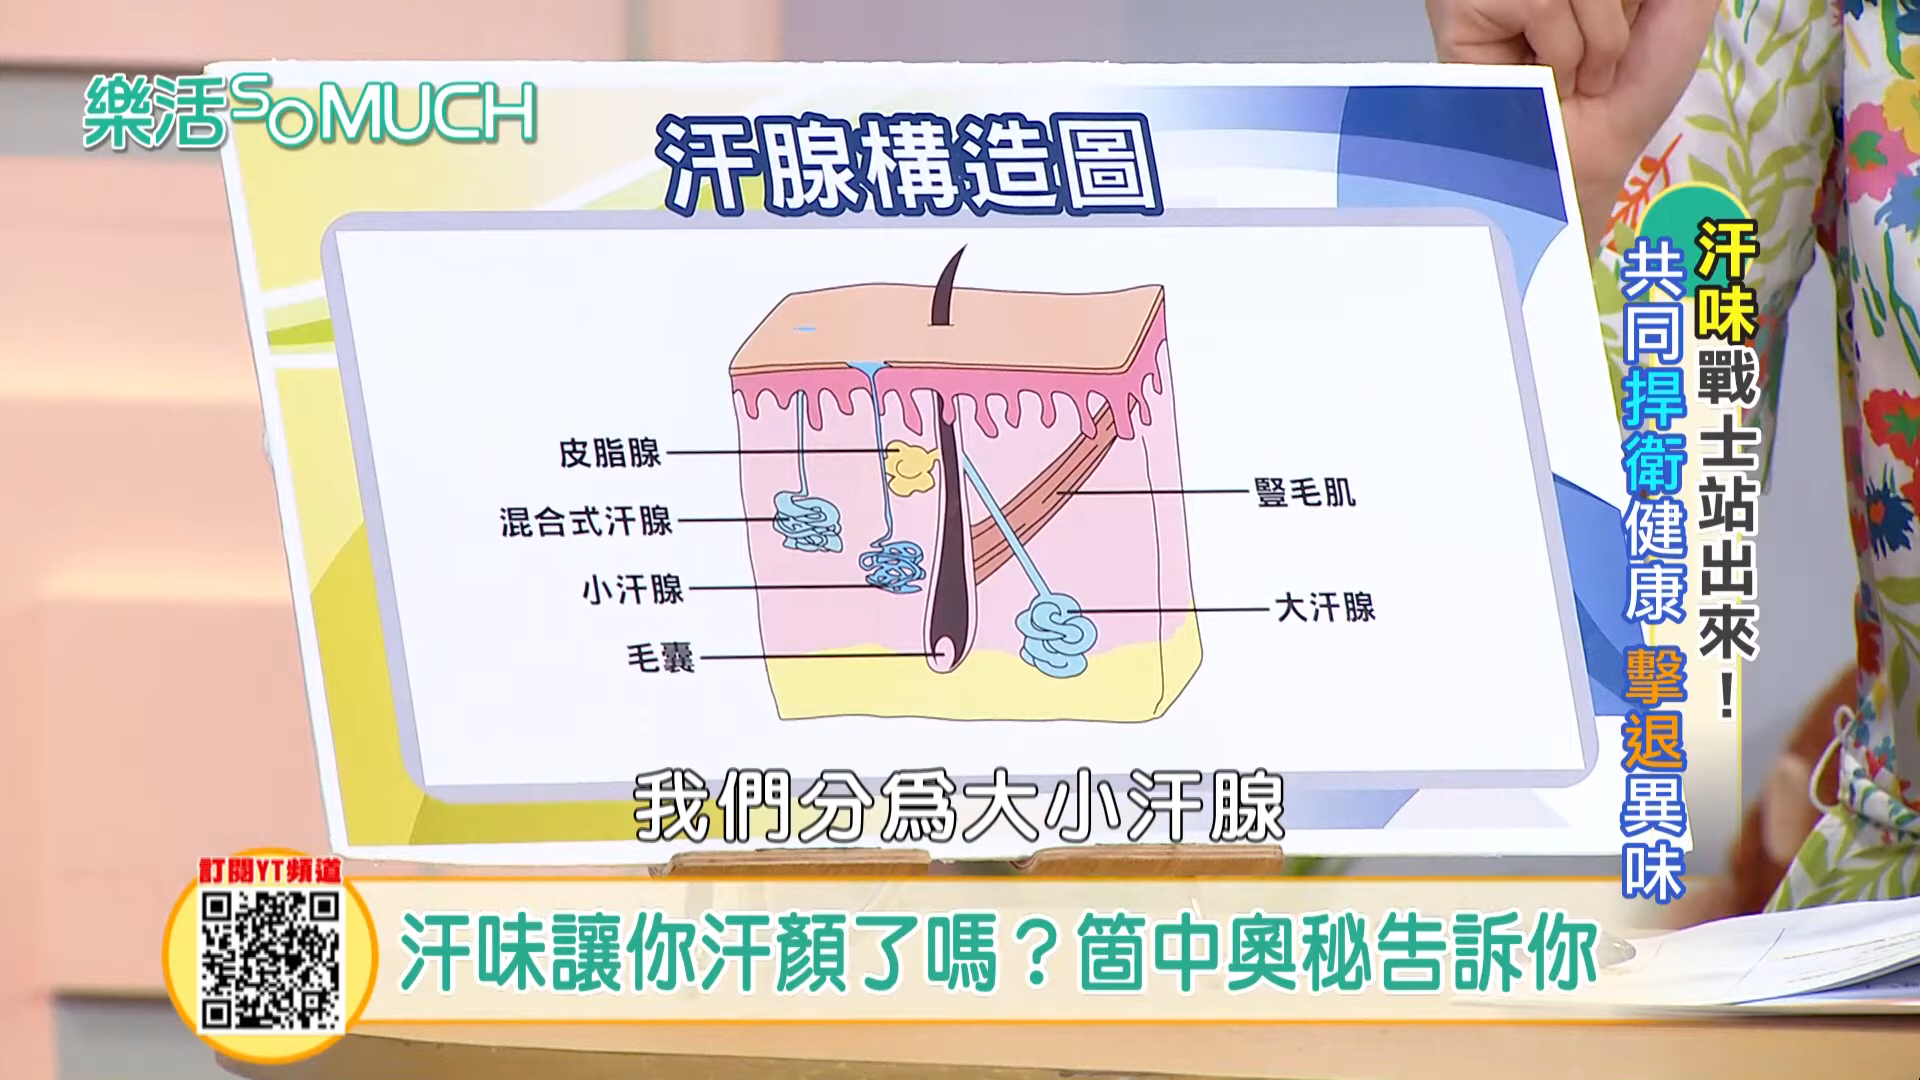 樂活SOMUCH
汗腺構造圖
皮脂腺
混合式汗腺
小汗腺
毛囊
豎毛肌
大汗腺
汗味戰士站出來！
共同捍衛健康 擊退異味
我們分為大小汗腺
訂閱YT頻道
汗味讓你汗顏了嗎？箇中奧秘告訴你